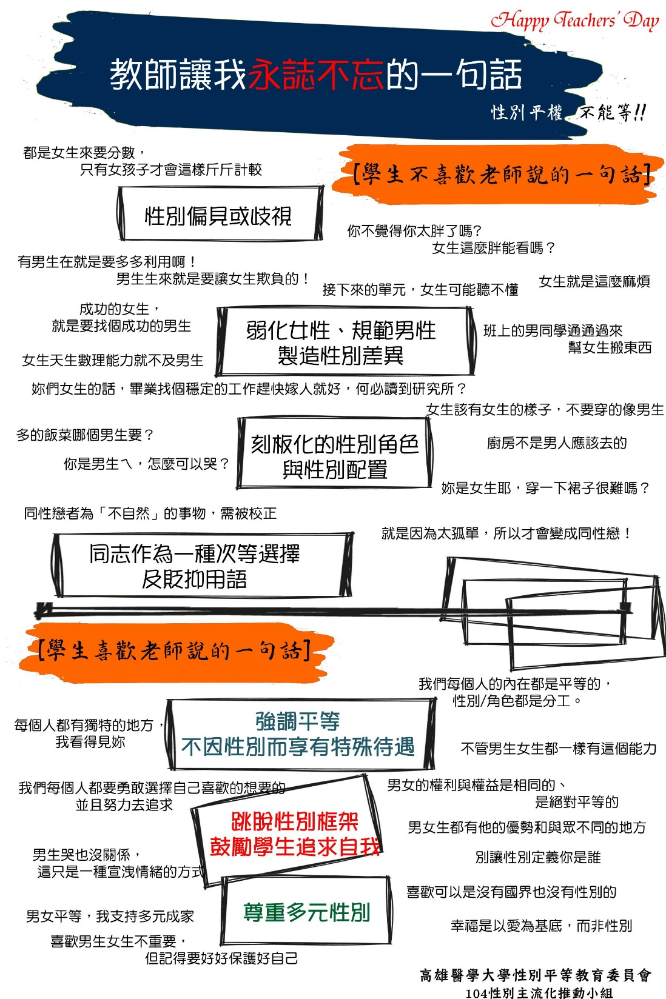 Happy Teachers' Day
教師讓我永誌不忘的一句話
性別平權 不能等!!
都是女生來要分數，
只有女孩子才會這樣斤斤計較
[學生不喜歡老師說的一句話]
性別偏見或歧視
你不覺得你太胖了嗎?
女生這麼胖能看嗎？
有男生在就是要多多利用啊！
男生生來就是要讓女生欺負的！
接下來的單元，女生可能聽不懂
女生就是這麼麻煩
成功的女生，
就是要找個成功的男生
弱化女性、規範男性
製造性別差異
班上的男同學通通過來
幫女生搬東西
女生天生數理能力就不及男生
妳們女生的話，畢業找個穩定的工作趕快嫁人就好，何必讀到研究所？
女生該有女生的樣子，不要穿的像男生
多的飯菜哪個男生要？
刻板化的性別角色
與性別配置
廚房不是男人應該去的
你是男生ㄟ，怎麼可以哭？
妳是女生耶，穿一下裙子很難嗎？
同性戀者為「不自然」的事物，需被校正
就是因為太孤單，所以才會變成同性戀！
同志作為一種次等選擇
及貶抑用語
[學生喜歡老師說的一句話]
我們每個人的內在都是平等的，
性別/角色都是分工。
強調平等
不因性別而享有特殊待遇
每個人都有獨特的地方，
我看得見妳
不管男生女生都一樣有這個能力
我們每個人都要勇敢選擇自己喜歡的想要的
並且努力去追求
男女的權利與權益是相同的、
是絕對平等的
跳脫性別框架
鼓勵學生追求自我
男女生都有他的優勢和與眾不同的地方
男生哭也沒關係，
這只是一種宣洩情緒的方式
別讓性別定義你是誰
喜歡可以是沒有國界也沒有性別的
尊重多元性別
男女平等，我支持多元成家
幸福是以愛為基底，而非性別
喜歡男生女生不重要，
但記得要好好保護好自己
高雄醫學大學性別平等教育委員會
104性別主流化推動小組